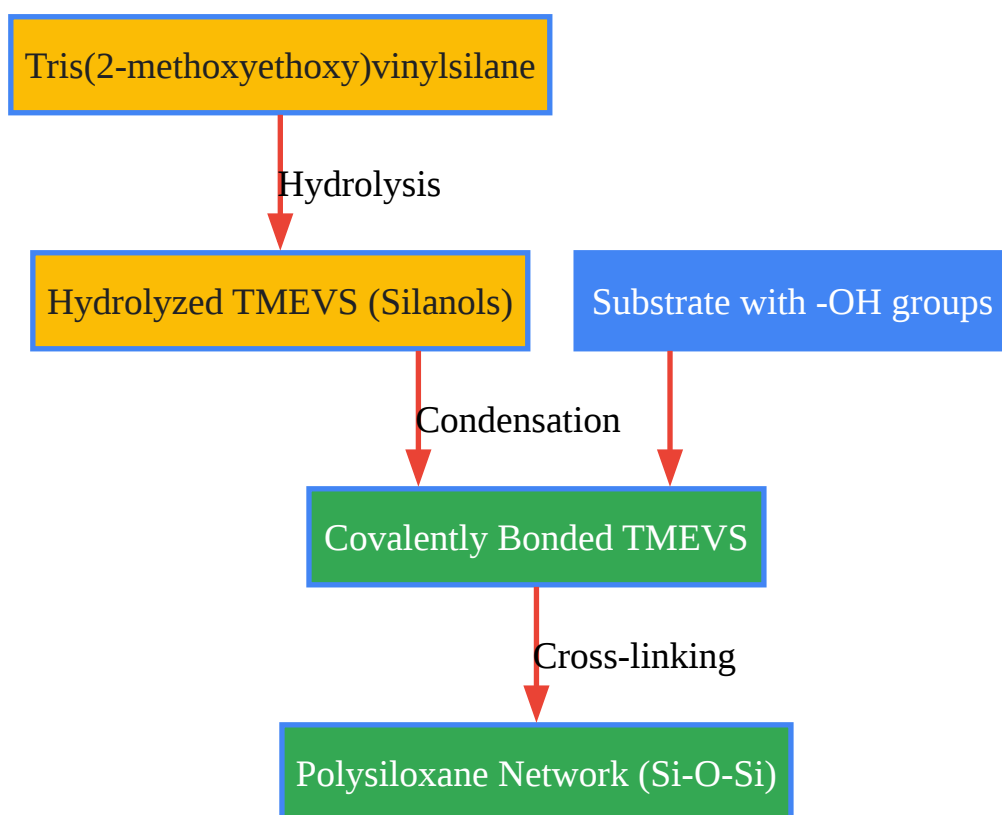 Tris(2-methoxyethoxy)vinylsilane
Hydrolysis
Hydrolyzed TMEVS (Silanols)
Substrate with -OH groups
Condensation
Covalently Bonded TMEVS
Cross-linking
Polysiloxane Network (Si-O-Si)